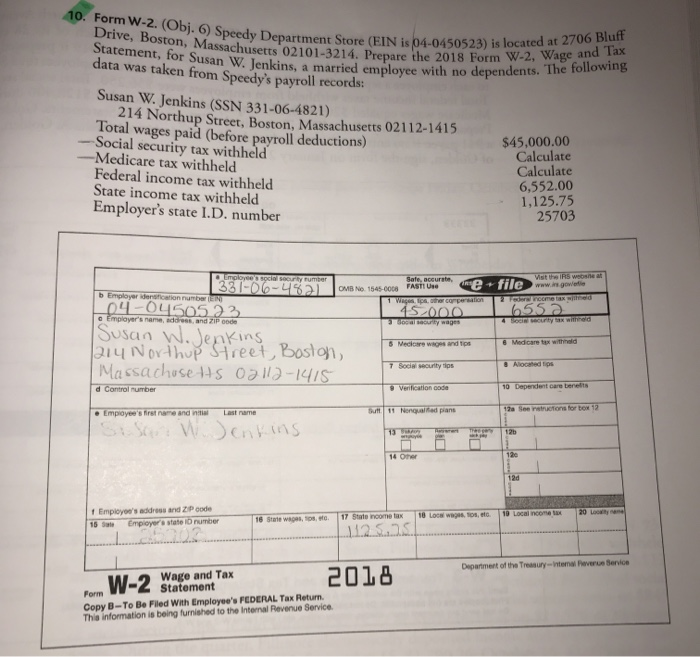 10. Form W-2. (Obj. 6) Speedy Department Store (EIN is 04-0450523) is located at 2706 Bluff
Drive, Boston, Massachusetts 02101-3214. Prepare the 2018 Form W-2, Wage and Tax
Statement, for Susan W. Jenkins, a married employee with no dependents. The following
data was taken from Speedy's payroll records:
Susan W. Jenkins (SSN 331-06-4821)
214 Northup Street, Boston, Massachusetts 02112-1415
Total wages paid (before payroll deductions) $45,000.00
Social security tax withheld Calculate
Medicare tax withheld Calculate
Federal income tax withheld 6,552.00
State income tax withheld 1,125.75
Employer's state I.D. number 25703
a Employee's social security number
331-06-4821
OMB No. 1545-0008
Safe, accurate,
FAST! Use
IRS e-file
Visit the IRS website at
www.irs.gov/efile
b Employer identification number (EIN)
04-0450523
1 Wages, tips, other compensation
45000
2 Federal income tax withheld
6552
c Employer's name, address, and ZIP code
Susan W. Jenkins
214 Northup Street, Boston,
Massachusetts 02112-1415
3 Social security wages
4 Social security tax withheld
5 Medicare wages and tips
6 Medicare tax withheld
7 Social security tips
8 Allocated tips
d Control number
9 Verification code
10 Dependent care benefits
e Employee's first name and initial Last name Suff.
Susan W. Jenkins
11 Nonqualified plans
12a See instructions for box 12
13
12b
14 Other
12c
12d
f Employee's address and ZIP code
15 State Employer's state ID number
16 State wages, tips, etc.
17 State income tax
1125.75
18 Local wages, tips, etc.
19 Local income tax
20
Form W-2 Wage and Tax Statement
2018
Department of the Treasury—Internal Revenue Service
Copy B—To Be Filed With Employee's FEDERAL Tax Return.
This information is being furnished to the Internal Revenue Service.